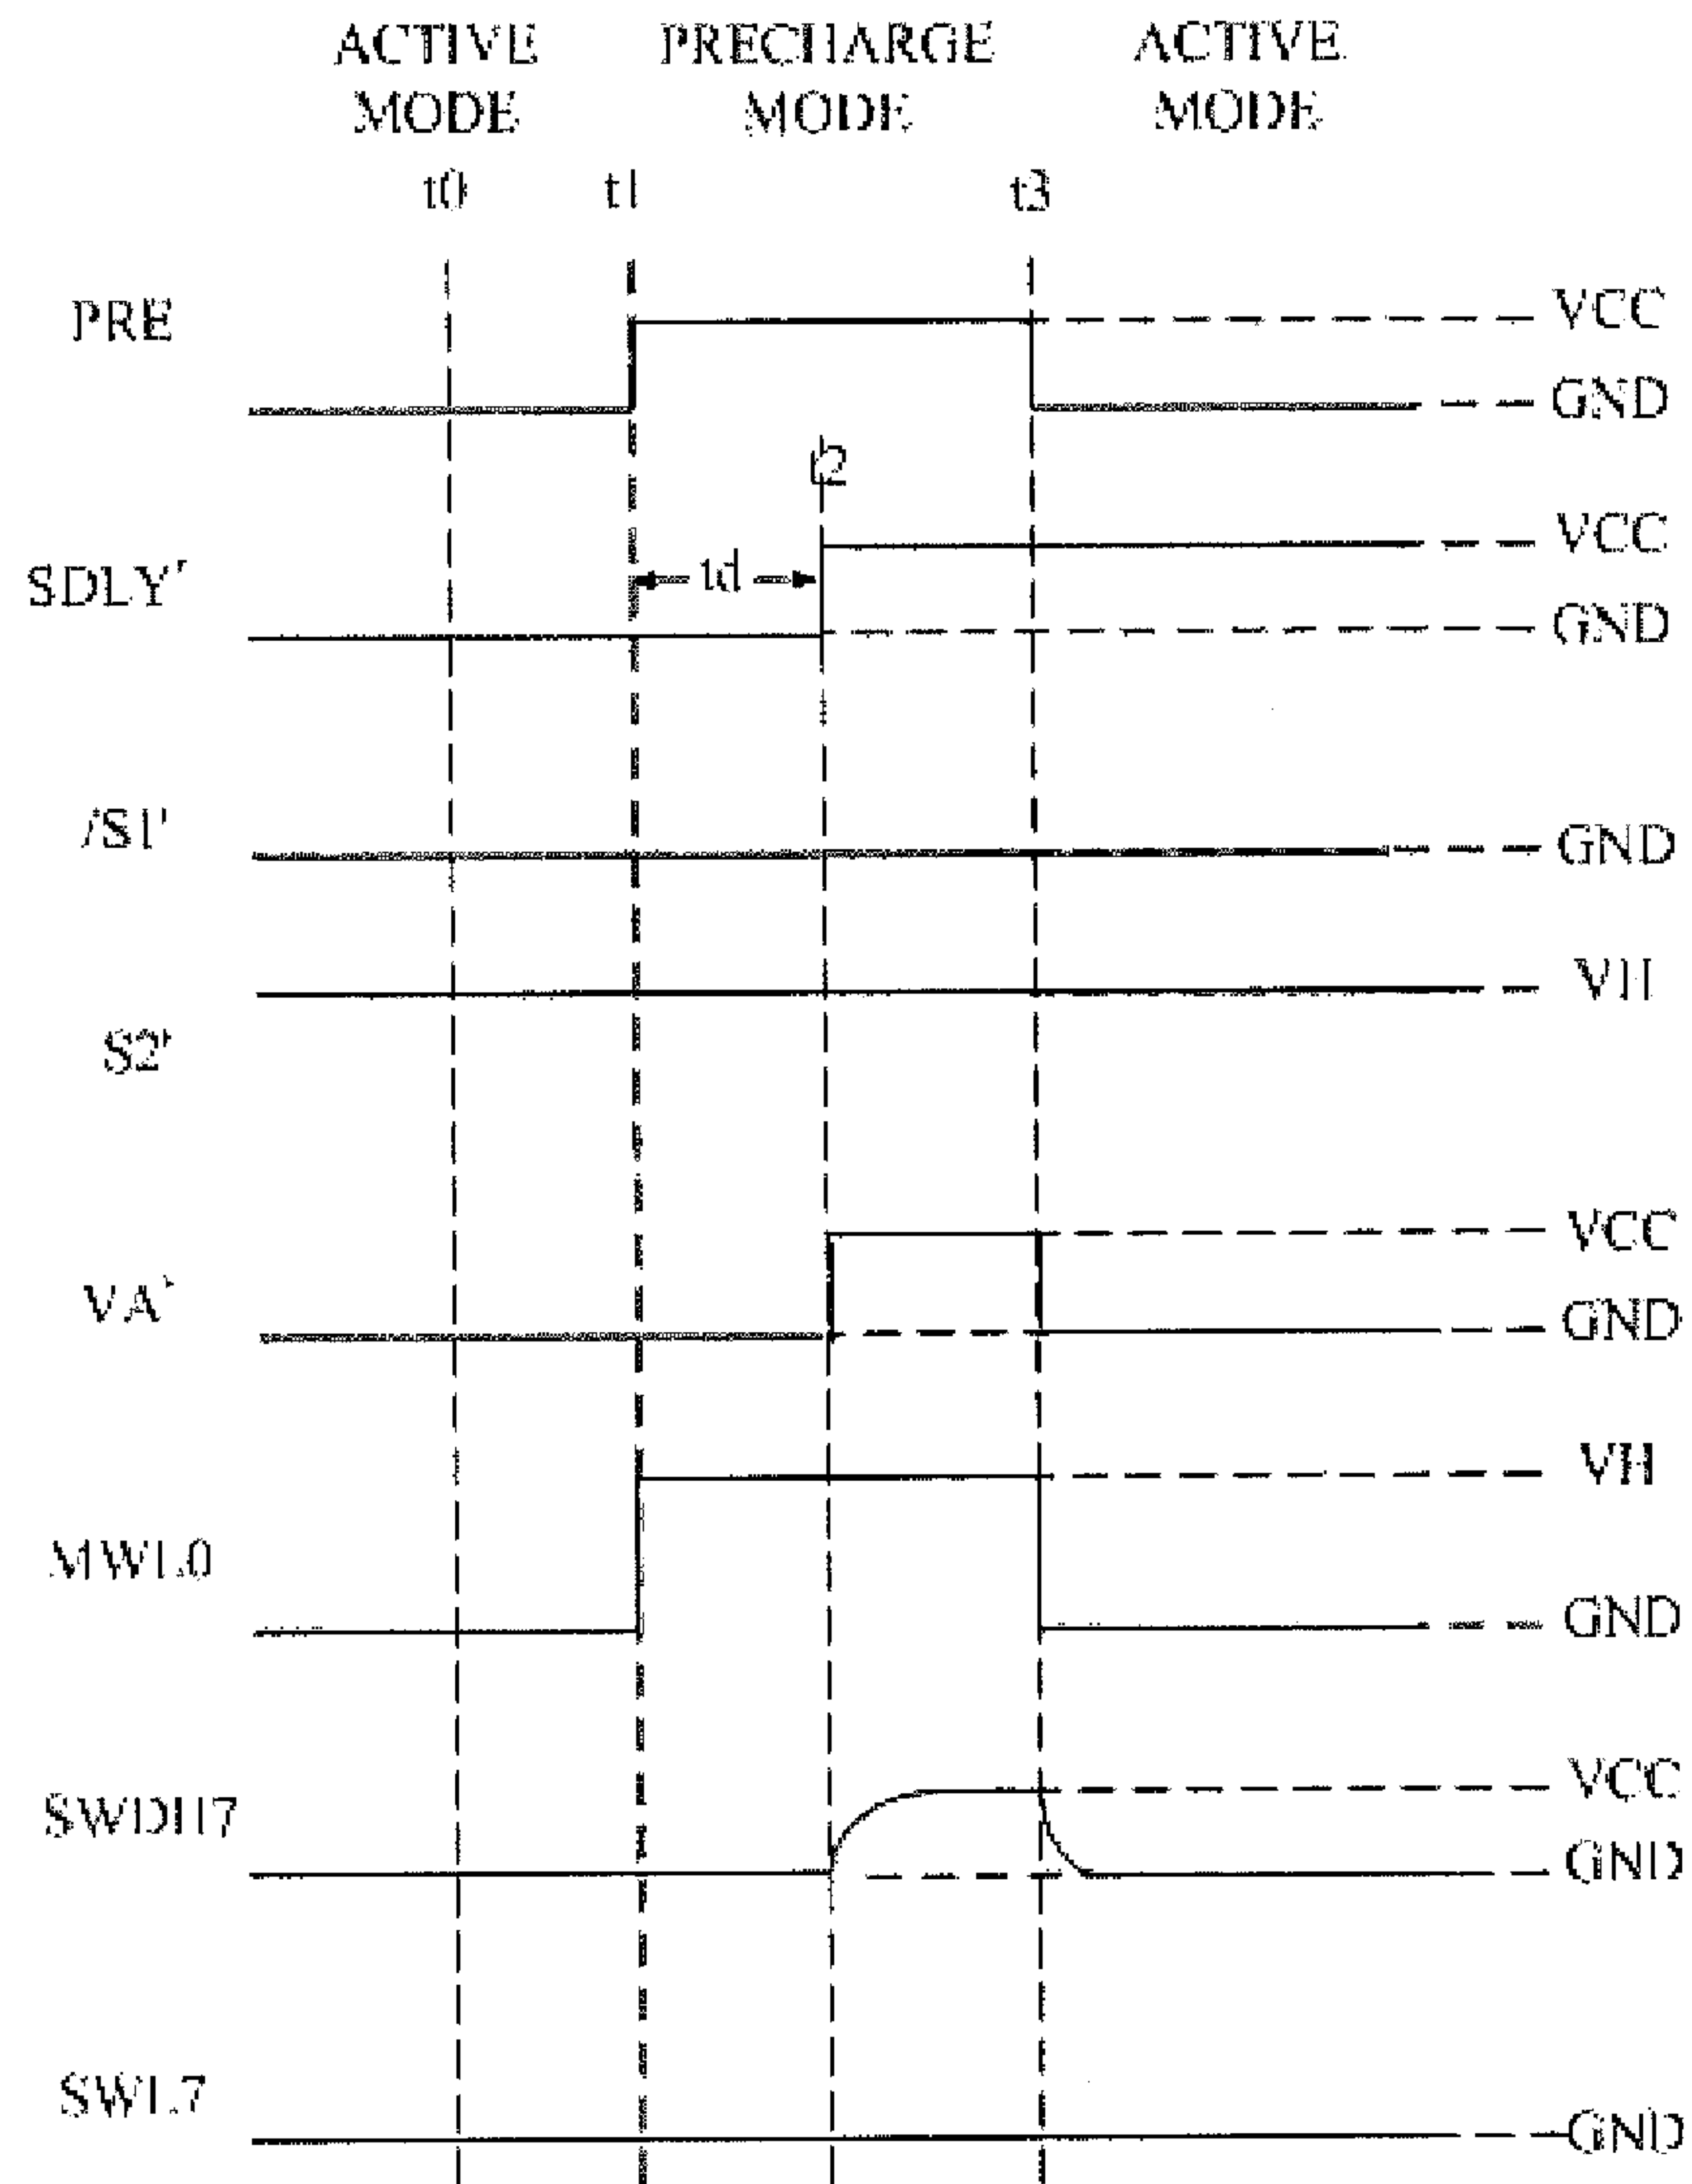 ACTIVE MODE
PRECHARGE MODE
ACTIVE MODE
t0 t1 t3
PRE VCC
GND
t2
SDLY' td VCC
GND
/S1' GND
VH
S2'
VCC
VA' GND
VH
MWL0
GND
VCC
SWDH7
GND
SWL7
GND